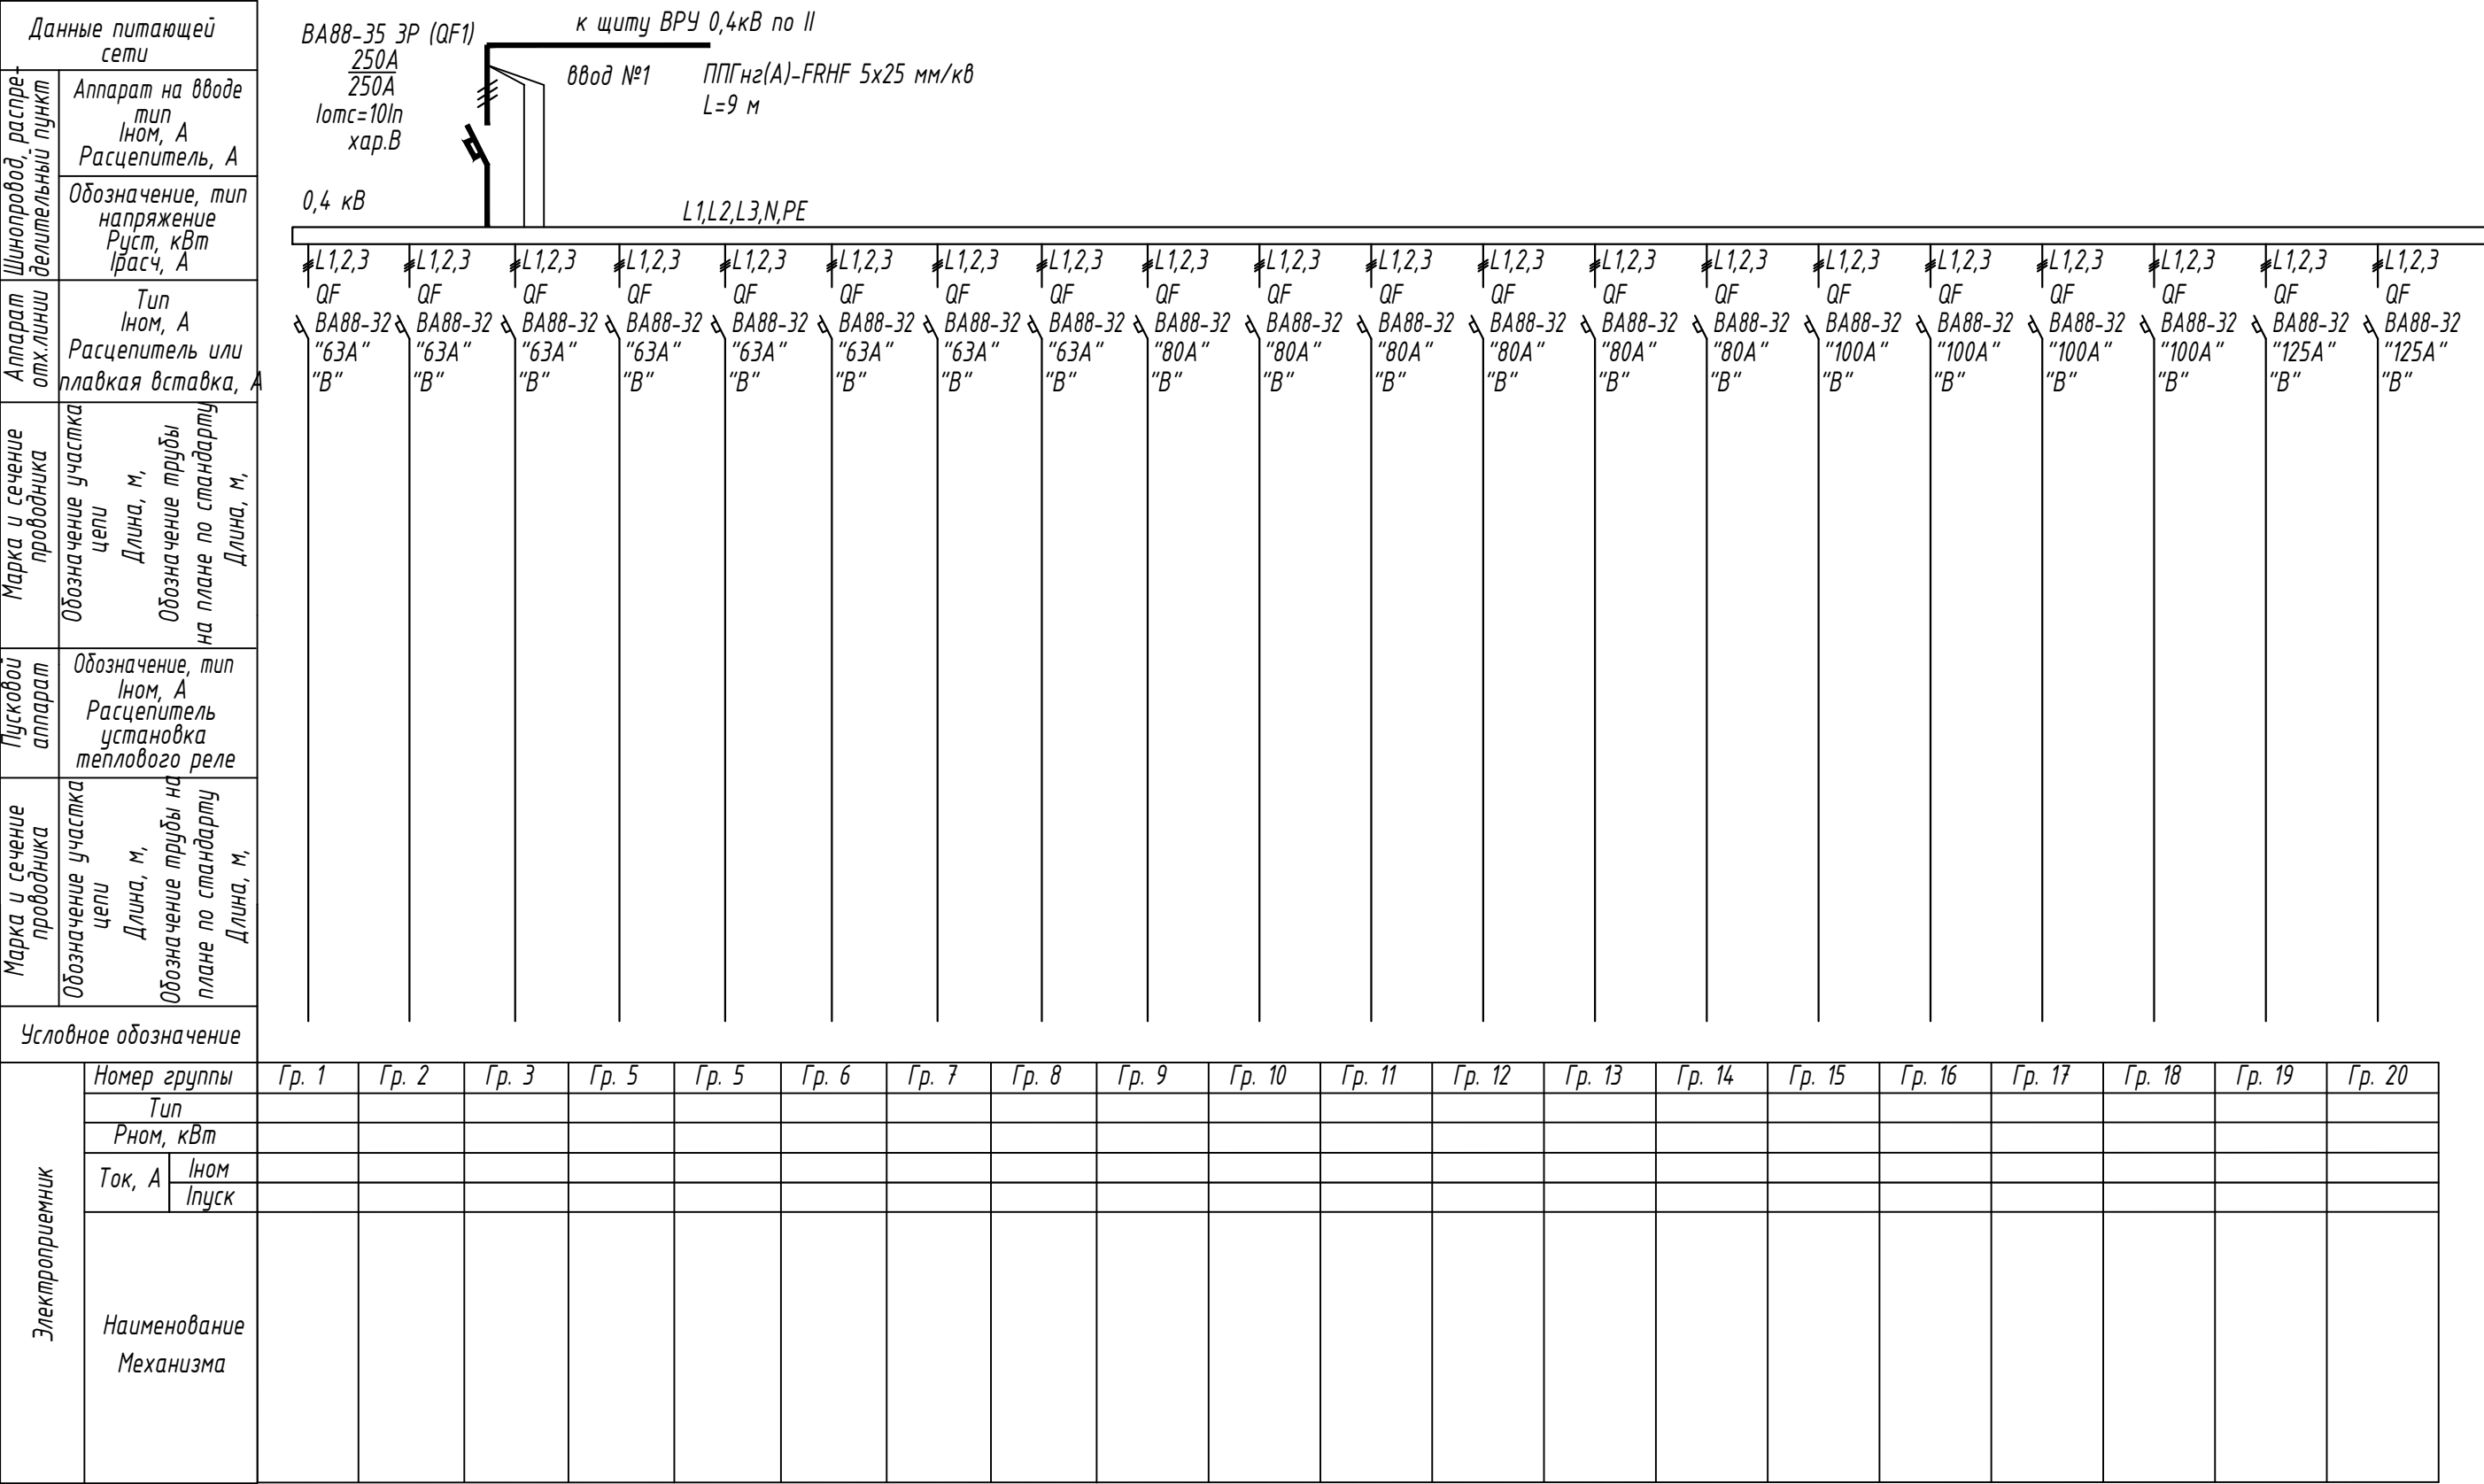 Данные питающей
сети
Шинопровод, распре-
делительный пункт
Аппарат на вводе
тип
Iном, А
Расцепитель, А
Обозначение, тип
напряжение
Руст, кВт
Iрасч, А
Аппарат
отх.линии
Тип
Iном, А
Расцепитель или
плавкая вставка, А
Марка и сечение
проводника
Обозначение участка
цепи
Длина, м,
Обозначение трубы
на плане по стандарту
Длина, м,
Пусковой
аппарат
Обозначение, тип
Iном, А
Расцепитель
установка
теплового реле
Марка и сечение
проводника
Обозначение участка
цепи
Длина, м,
Обозначение трубы на
плане по стандарту
Длина, м,
Условное обозначение
ВА88-35 3Р (QF1)
250А
250А
Iотс=10In
хар.В
к щиту ВРУ 0,4кВ по II
ввод №1
ППГнг(А)-FRHF 5х25 мм/кв
L=9 м
0,4 кВ
L1,L2,L3,N,PE
L1,2,3 L1,2,3 L1,2,3 L1,2,3 L1,2,3 L1,2,3 L1,2,3 L1,2,3 L1,2,3 L1,2,3 L1,2,3 L1,2,3 L1,2,3 L1,2,3 L1,2,3 L1,2,3 L1,2,3 L1,2,3 L1,2,3 L1,2,3
QF QF QF QF QF QF QF QF QF QF QF QF QF QF QF QF QF QF QF QF
ВА88-32 ВА88-32 ВА88-32 ВА88-32 ВА88-32 ВА88-32 ВА88-32 ВА88-32 ВА88-32 ВА88-32 ВА88-32 ВА88-32 ВА88-32 ВА88-32 ВА88-32 ВА88-32 ВА88-32 ВА88-32 ВА88-32 ВА88-32
"63А" "63А" "63А" "63А" "63А" "63А" "63А" "63А" "80А" "80А" "80А" "80А" "80А" "80А" "100А" "100А" "100А" "100А" "125А" "125А"
"В" "В" "В" "В" "В" "В" "В" "В" "В" "В" "В" "В" "В" "В" "В" "В" "В" "В" "В" "В"
Электроприемник
Номер группы Гр. 1 Гр. 2 Гр. 3 Гр. 5 Гр. 5 Гр. 6 Гр. 7 Гр. 8 Гр. 9 Гр. 10 Гр. 11 Гр. 12 Гр. 13 Гр. 14 Гр. 15 Гр. 16 Гр. 17 Гр. 18 Гр. 19 Гр. 20
Тип
Рном, кВт
Ток, А
Iном
Iпуск
Наименование
Механизма